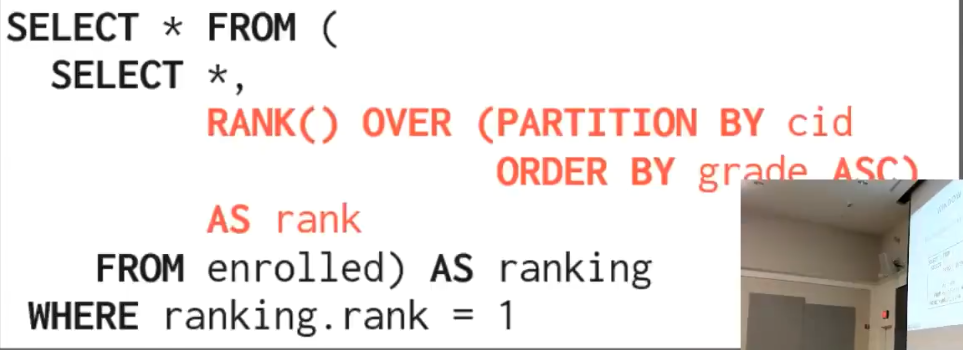 SELECT * FROM (
SELECT *,
RANK() OVER (PARTITION BY cid
ORDER BY grade ASC)
AS rank
FROM enrolled) AS ranking
WHERE ranking.rank = 1